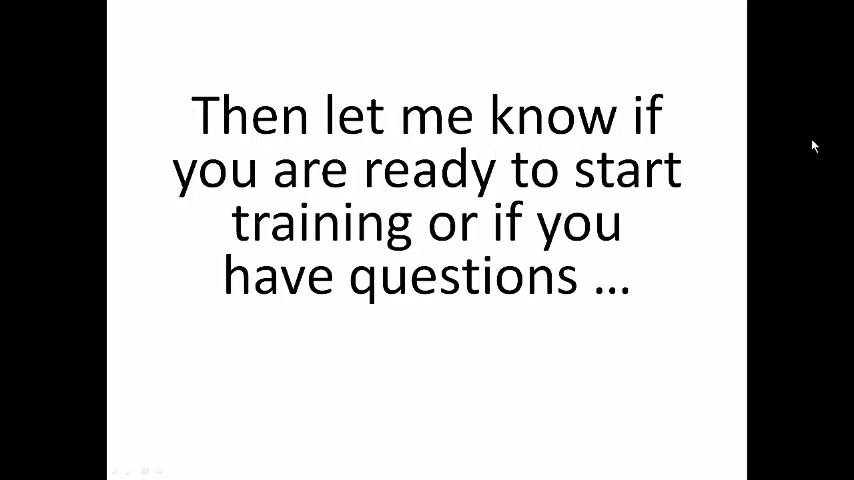 Then let me know if
you are ready to start
training or if you
have questions ...